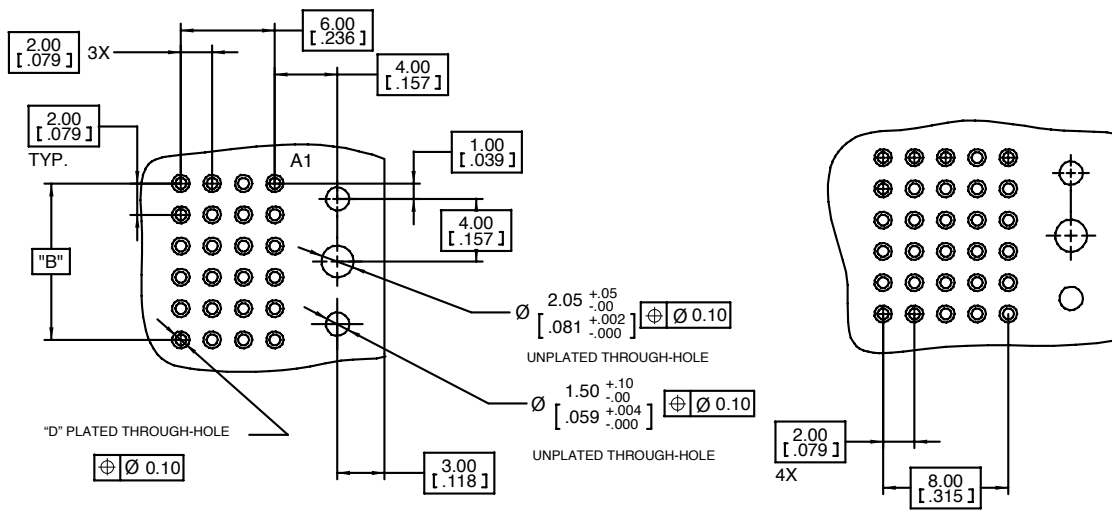 6.00
[ .236 ]
2.00
[ .079 ]
3X
4.00
[ .157 ]
2.00
[ .079 ]
TYP.
A1
1.00
[ .039 ]
4.00
[ .157 ]
"B"
Ø 2.05 +.05 -.00
[ .081 +.002 -.000 ]
⌖ Ø 0.10
UNPLATED THROUGH-HOLE
Ø 1.50 +.10 -.00
[ .059 +.004 -.000 ]
⌖ Ø 0.10
UNPLATED THROUGH-HOLE
“D” PLATED THROUGH-HOLE
⌖ Ø 0.10
3.00
[ .118 ]
2.00
[ .079 ]
4X
8.00
[ .315 ]